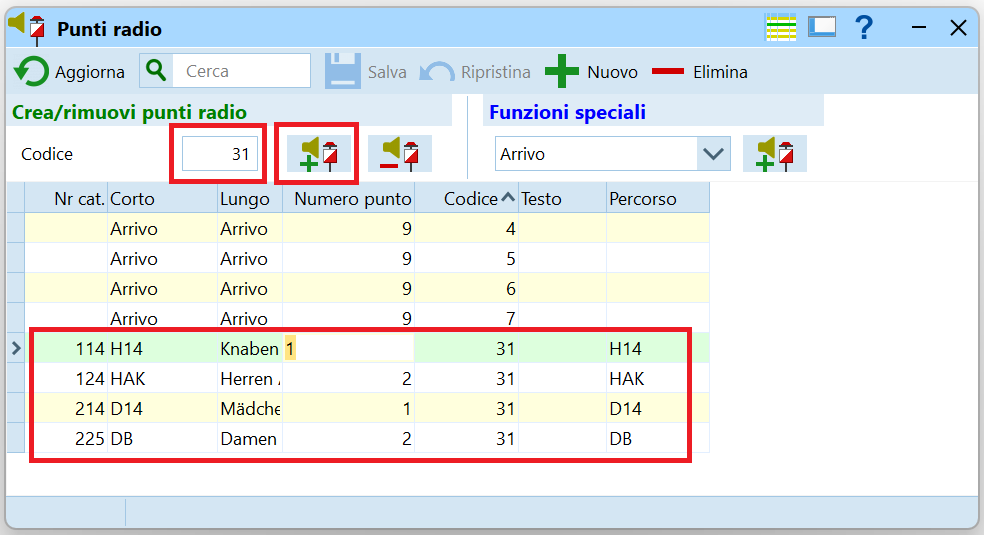 Punti radio ?
Aggiorna Cerca Salva Ripristina Nuovo Elimina
Crea/rimuovi punti radio Funzioni speciali
Codice 31 Arrivo
Nr cat. Corto Lungo Numero punto Codice Testo Percorso
Arrivo Arrivo 9 4
Arrivo Arrivo 9 5
Arrivo Arrivo 9 6
Arrivo Arrivo 9 7
114 H14 Knaben 1 31 H14
124 HAK Herren 2 31 HAK
214 D14 Mädche 1 31 D14
225 DB Damen 2 31 DB